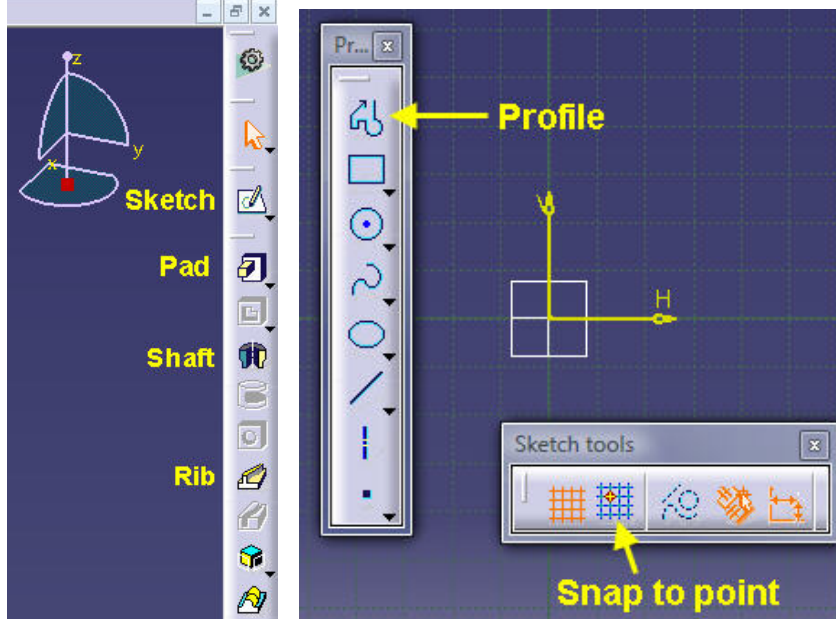 z
y
x
Sketch
Pad
Shaft
Rib
Pr...
Profile
V
H
Sketch tools
Snap to point